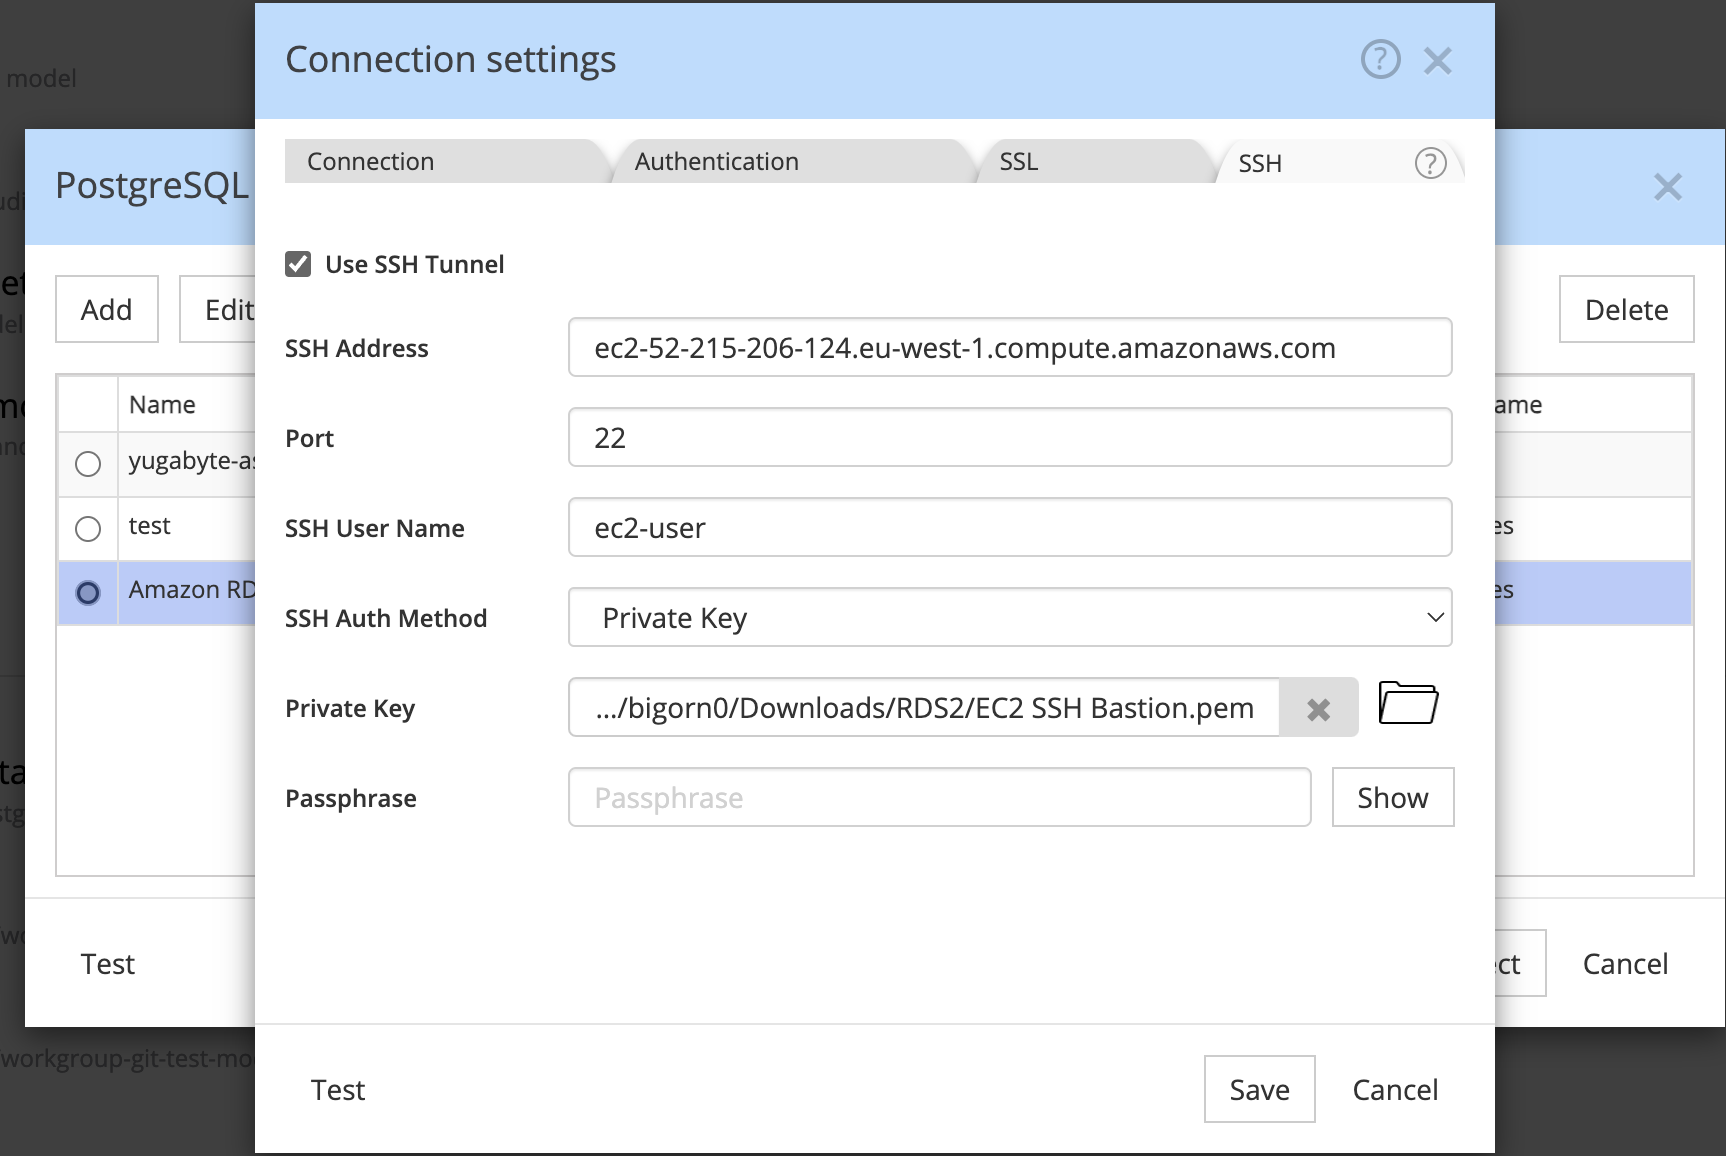 Connection settings
model
Connection
Authentication
SSL
SSH
PostgreSQL
Use SSH Tunnel
Add
Edit
Delete
SSH Address
ec2-52-215-206-124.eu-west-1.compute.amazonaws.com
Name
ame
Port
22
yugabyte-as
test
es
SSH User Name
ec2-user
Amazon RD
es
SSH Auth Method
Private Key
Private Key
.../bigorn0/Downloads/RDS2/EC2 SSH Bastion.pem
Passphrase
Passphrase
Show
Test
ect
Cancel
workgroup-git-test-mo
Test
Save
Cancel